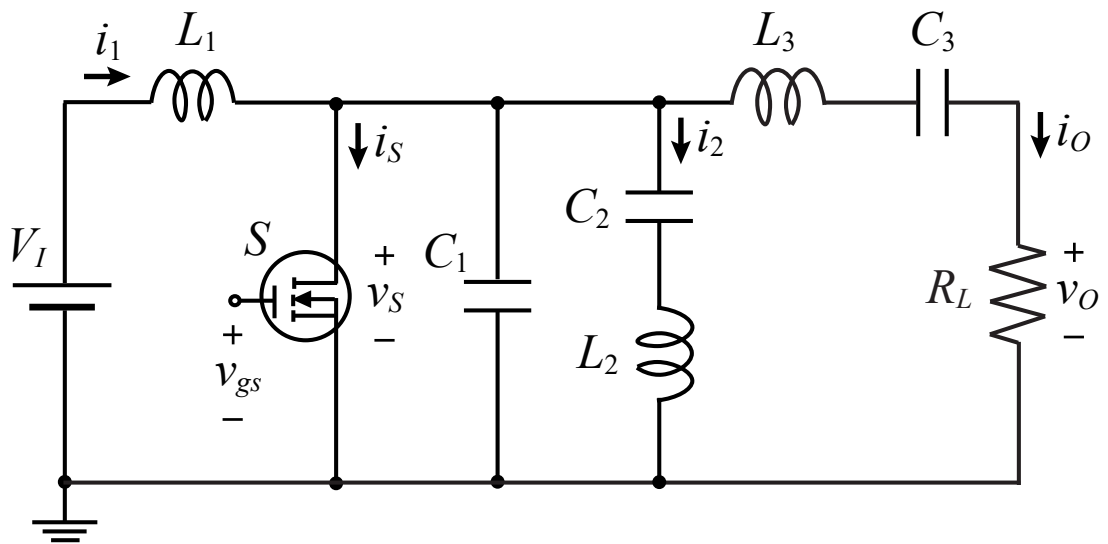 i1
L1
L3
C3
iS
i2
iO
VI
S
+
vS
−
C1
C2
L2
RL
+
vO
−
+
vgs
−